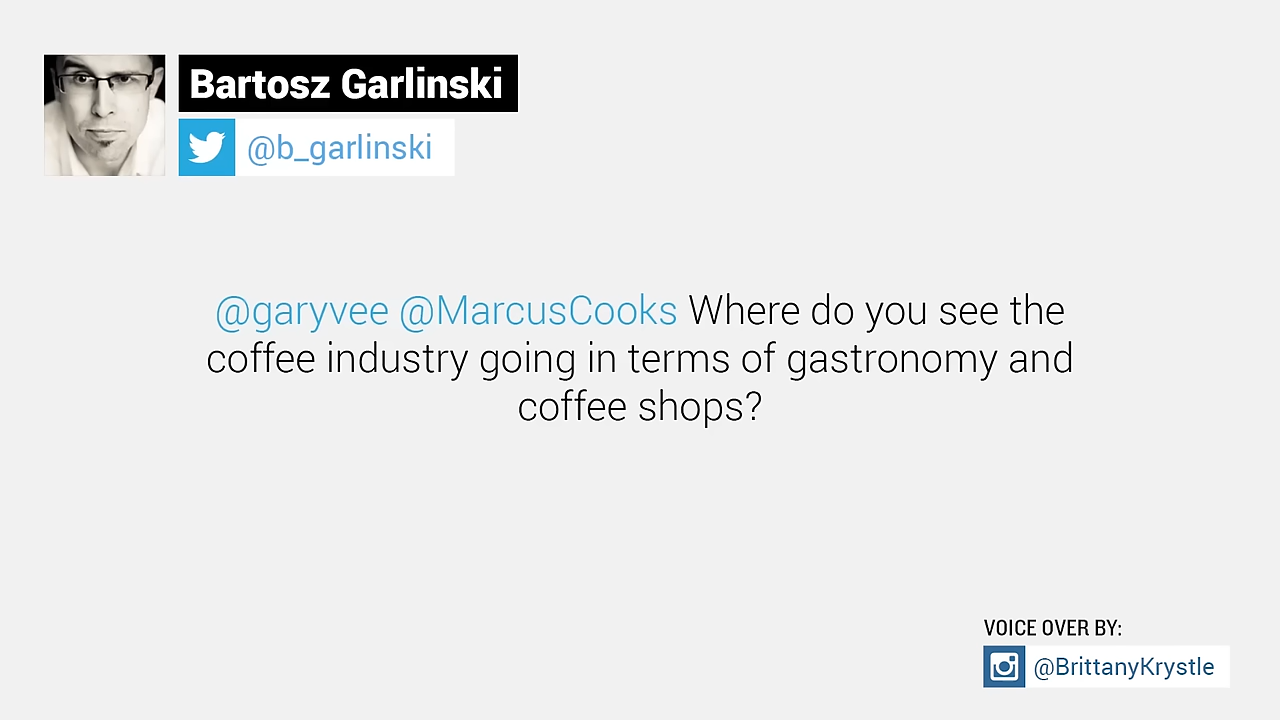 Bartosz Garlinski
@b_garlinski
@garyvee @MarcusCooks Where do you see the
coffee industry going in terms of gastronomy and
coffee shops?
VOICE OVER BY:
@BrittanyKrystle